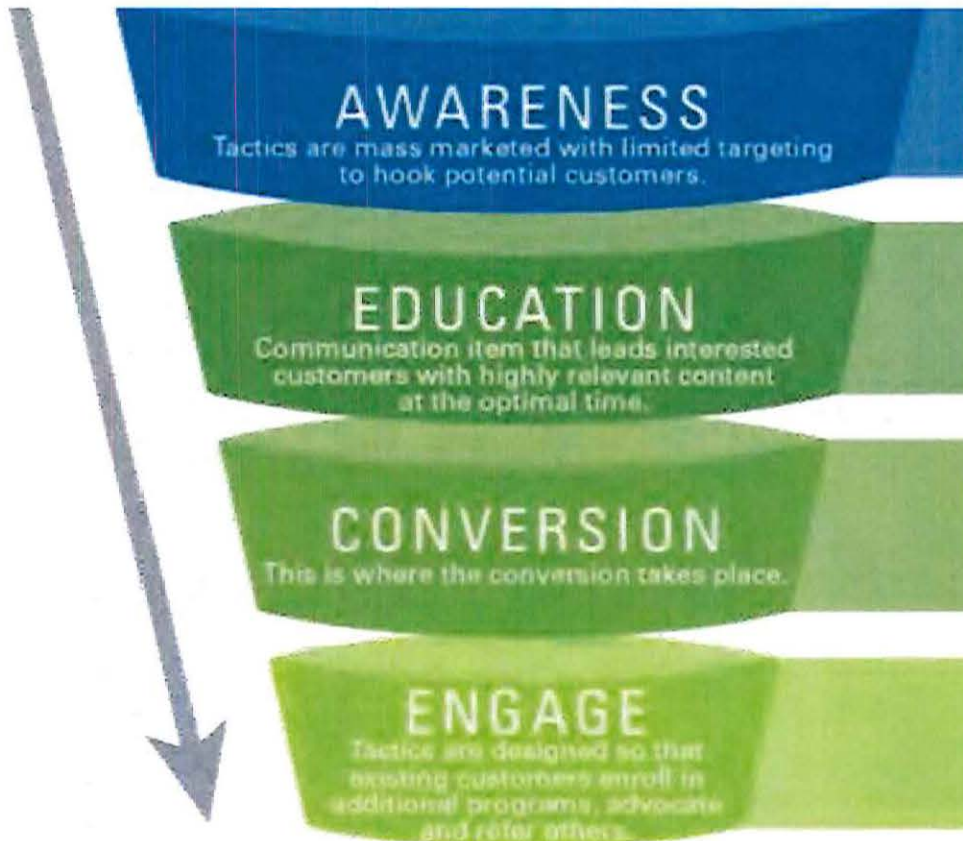 AWARENESS
Tactics are mass marketed with limited targeting
to hook potential customers.
EDUCATION
Communication item that leads interested
customers with highly relevant content
at the optimal time.
CONVERSION
This is where the conversion takes place.
ENGAGE
Tactics are designed so that
existing customers enroll in
additional programs, advocate
and refer others.